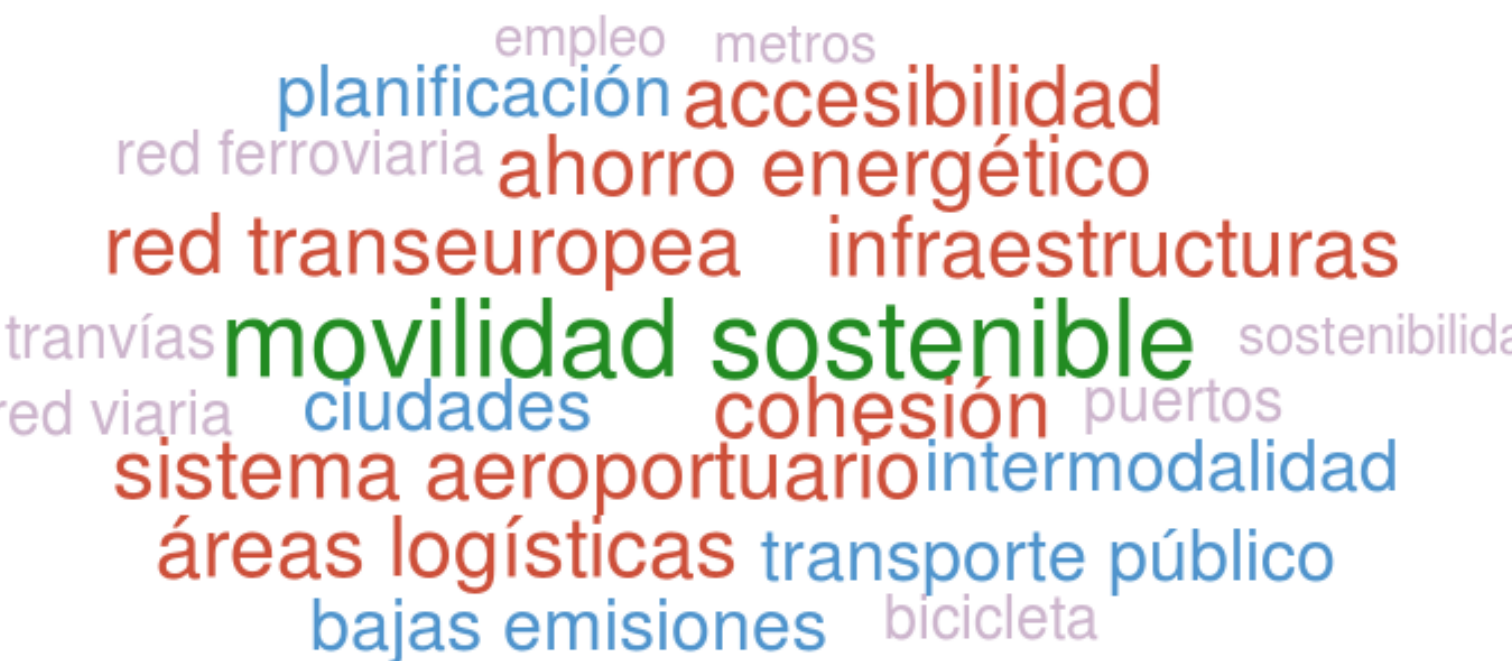 empleo metros
planificación accesibilidad
red ferroviaria ahorro energético
red transeuropea infraestructuras
tranvías movilidad sostenible sostenibilida
red viaria ciudades cohesión puertos
sistema aeroportuario intermodalidad
áreas logísticas transporte público
bajas emisiones bicicleta